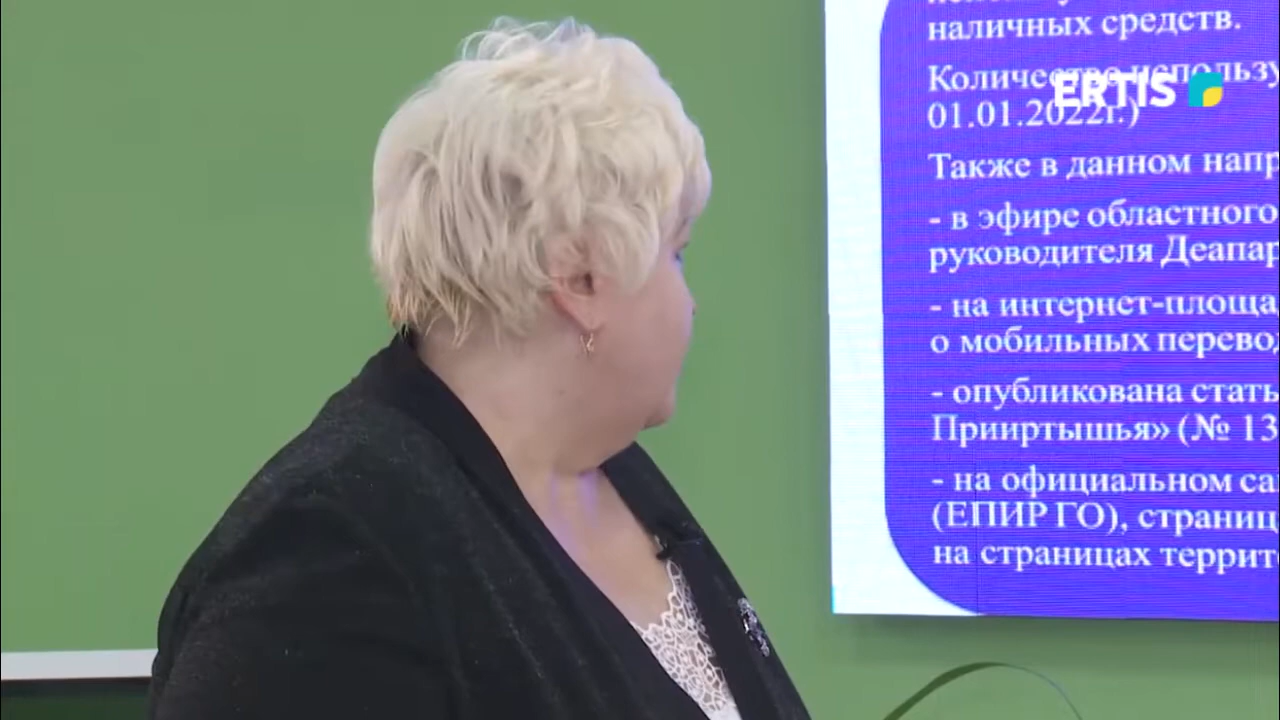 наличных средств.
Количество использу
ERTIS
01.01.2022г.)
Также в данном напр
- в эфире областного
руководителя Деапар
- на интернет-площа
о мобильных перевод
- опубликована стать
Прииртышья» (№ 13
- на официальном са
(ЕПИР ГО), страниц
на страницах террит